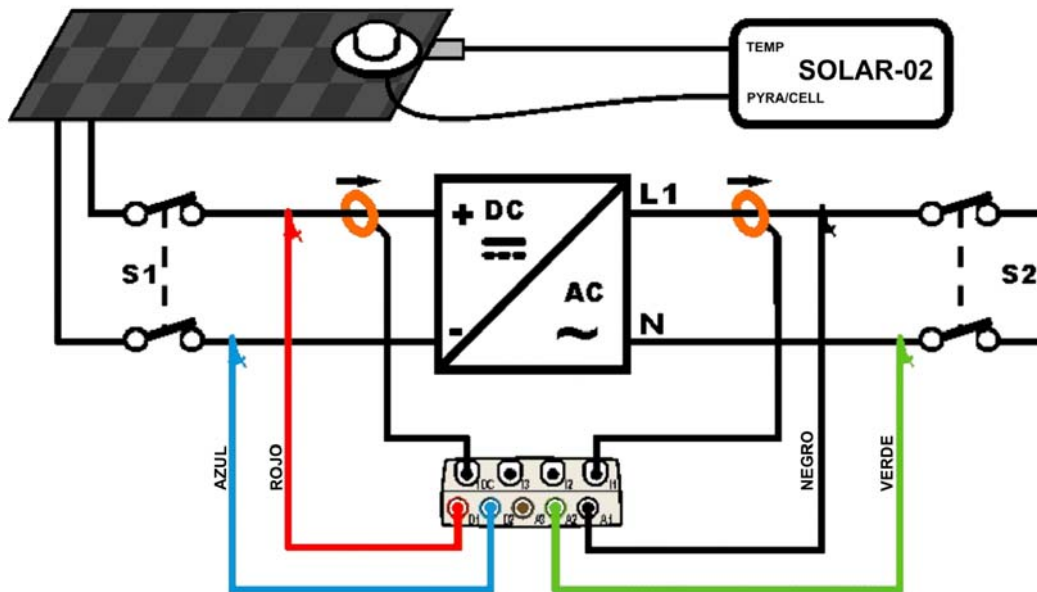 TEMP
SOLAR-02
PYRA/CELL
+ DC
L1
S1
AC
S2
- ~
N
AZUL
ROJO
NEGRO
VERDE
IDC I3 I2 I1
D1 D2 A3 A2 A1